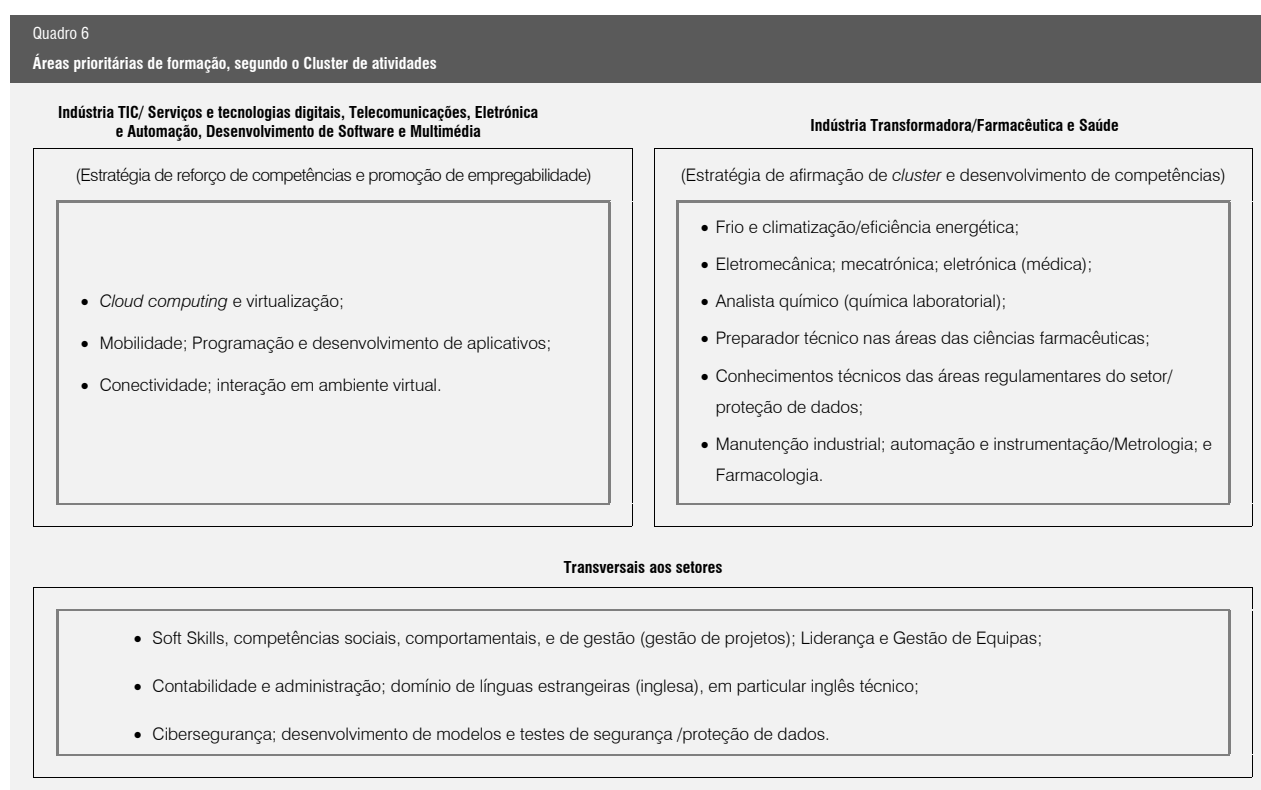 Quadro 6
Áreas prioritárias de formação, segundo o Cluster de atividades
Indústria TIC/ Serviços e tecnologias digitais, Telecomunicações, Eletrónica
e Automação, Desenvolvimento de Software e Multimédia
(Estratégia de reforço de competências e promoção de empregabilidade)
• Cloud computing e virtualização;
• Mobilidade; Programação e desenvolvimento de aplicativos;
• Conectividade; interação em ambiente virtual.
Indústria Transformadora/Farmacêutica e Saúde
(Estratégia de afirmação de cluster e desenvolvimento de competências)
• Frio e climatização/eficiência energética;
• Eletromecânica; mecatrónica; eletrónica (médica);
• Analista químico (química laboratorial);
• Preparador técnico nas áreas das ciências farmacêuticas;
• Conhecimentos técnicos das áreas regulamentares do setor/
proteção de dados;
• Manutenção industrial; automação e instrumentação/Metrologia; e
Farmacologia.
Transversais aos setores
• Soft Skills, competências sociais, comportamentais, e de gestão (gestão de projetos); Liderança e Gestão de Equipas;
• Contabilidade e administração; domínio de línguas estrangeiras (inglesa), em particular inglês técnico;
• Cibersegurança; desenvolvimento de modelos e testes de segurança /proteção de dados.